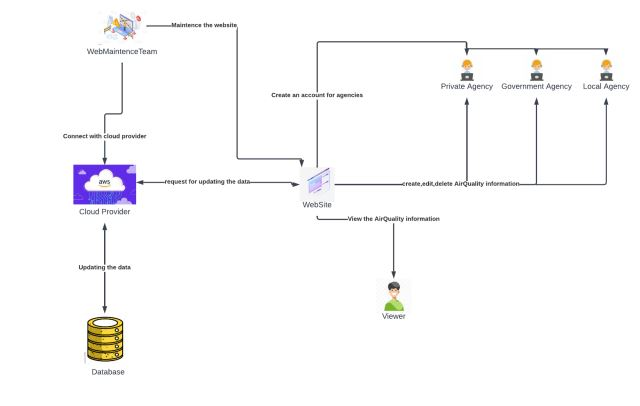 Maintence the website
WebMaintenceTeam
Private Agency
Government Agency
Local Agency
Create an account for agencies
Connect with cloud provider
aws
request for updating the data
create,edit,delete AirQuality information
WebSite
Cloud Provider
View the AirQuality information
Updating the data
Viewer
Database